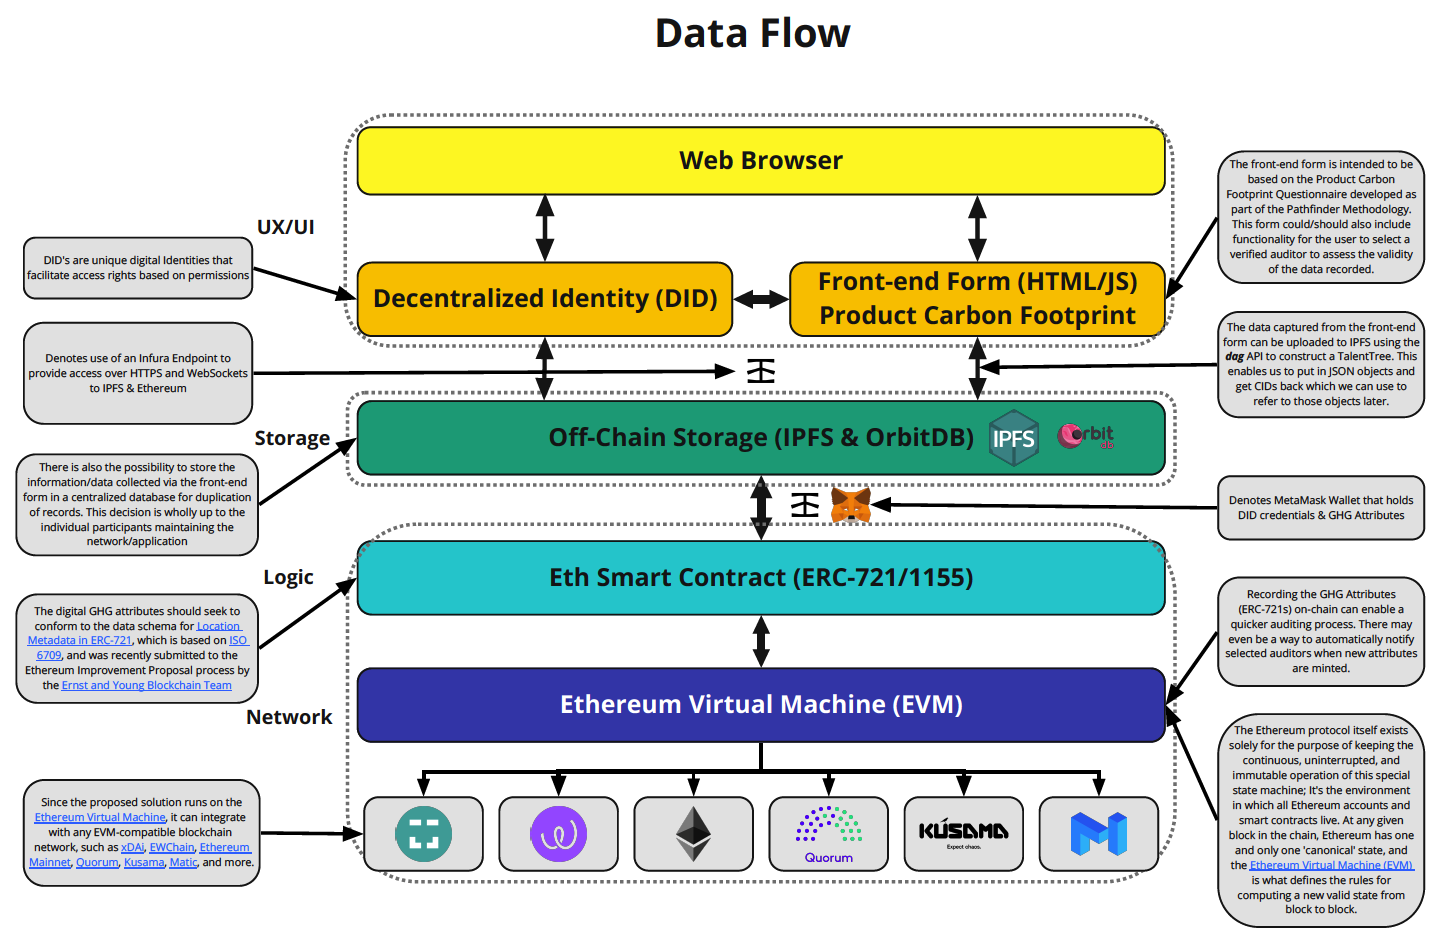 Data Flow
Web Browser
UX/UI
Decentralized Identity (DID)
Front-end Form (HTML/JS)
Product Carbon Footprint
DID's are unique digital Identities that
facilitate access rights based on permissions
The front-end form is intended to be
based on the Product Carbon
Footprint Questionnaire developed as
part of the Pathfinder Methodology.
This form could/should also include
functionality for the user to select a
verified auditor to assess the validity
of the data recorded.
Denotes use of an Infura Endpoint to
provide access over HTTPS and WebSockets
to IPFS & Ethereum
The data captured from the front-end
form can be uploaded to IPFS using the
dag API to construct a TalentTree. This
enables us to put in JSON objects and
get CIDs back which we can use to
refer to those objects later.
Storage
Off-Chain Storage (IPFS & OrbitDB)
IPFS
Orbit
db
There is also the possibility to store the
information/data collected via the front-end
form in a centralized database for duplication
of records. This decision is wholly up to the
individual participants maintaining the
network/application
Denotes MetaMask Wallet that holds
DID credentials & GHG Attributes
Logic
Eth Smart Contract (ERC-721/1155)
The digital GHG attributes should seek to
conform to the data schema for Location
Metadata in ERC-721, which is based on ISO
6709, and was recently submitted to the
Ethereum Improvement Proposal process by
the Ernst and Young Blockchain Team
Recording the GHG Attributes
(ERC-721s) on-chain can enable a
quicker auditing process. There may
even be a way to automatically notify
selected auditors when new attributes
are minted.
Network
Ethereum Virtual Machine (EVM)
The Ethereum protocol itself exists
solely for the purpose of keeping the
continuous, uninterrupted, and
immutable operation of this special
state machine; It's the environment
in which all Ethereum accounts and
smart contracts live. At any given
block in the chain, Ethereum has one
and only one 'canonical' state, and
the Ethereum Virtual Machine (EVM)
is what defines the rules for
computing a new valid state from
block to block.
Since the proposed solution runs on the
Ethereum Virtual Machine, it can integrate
with any EVM-compatible blockchain
network, such as xDAi, EWChain, Ethereum
Mainnet, Quorum, Kusama, Matic, and more.
Quorum
KUSAMA
Expect chaos.